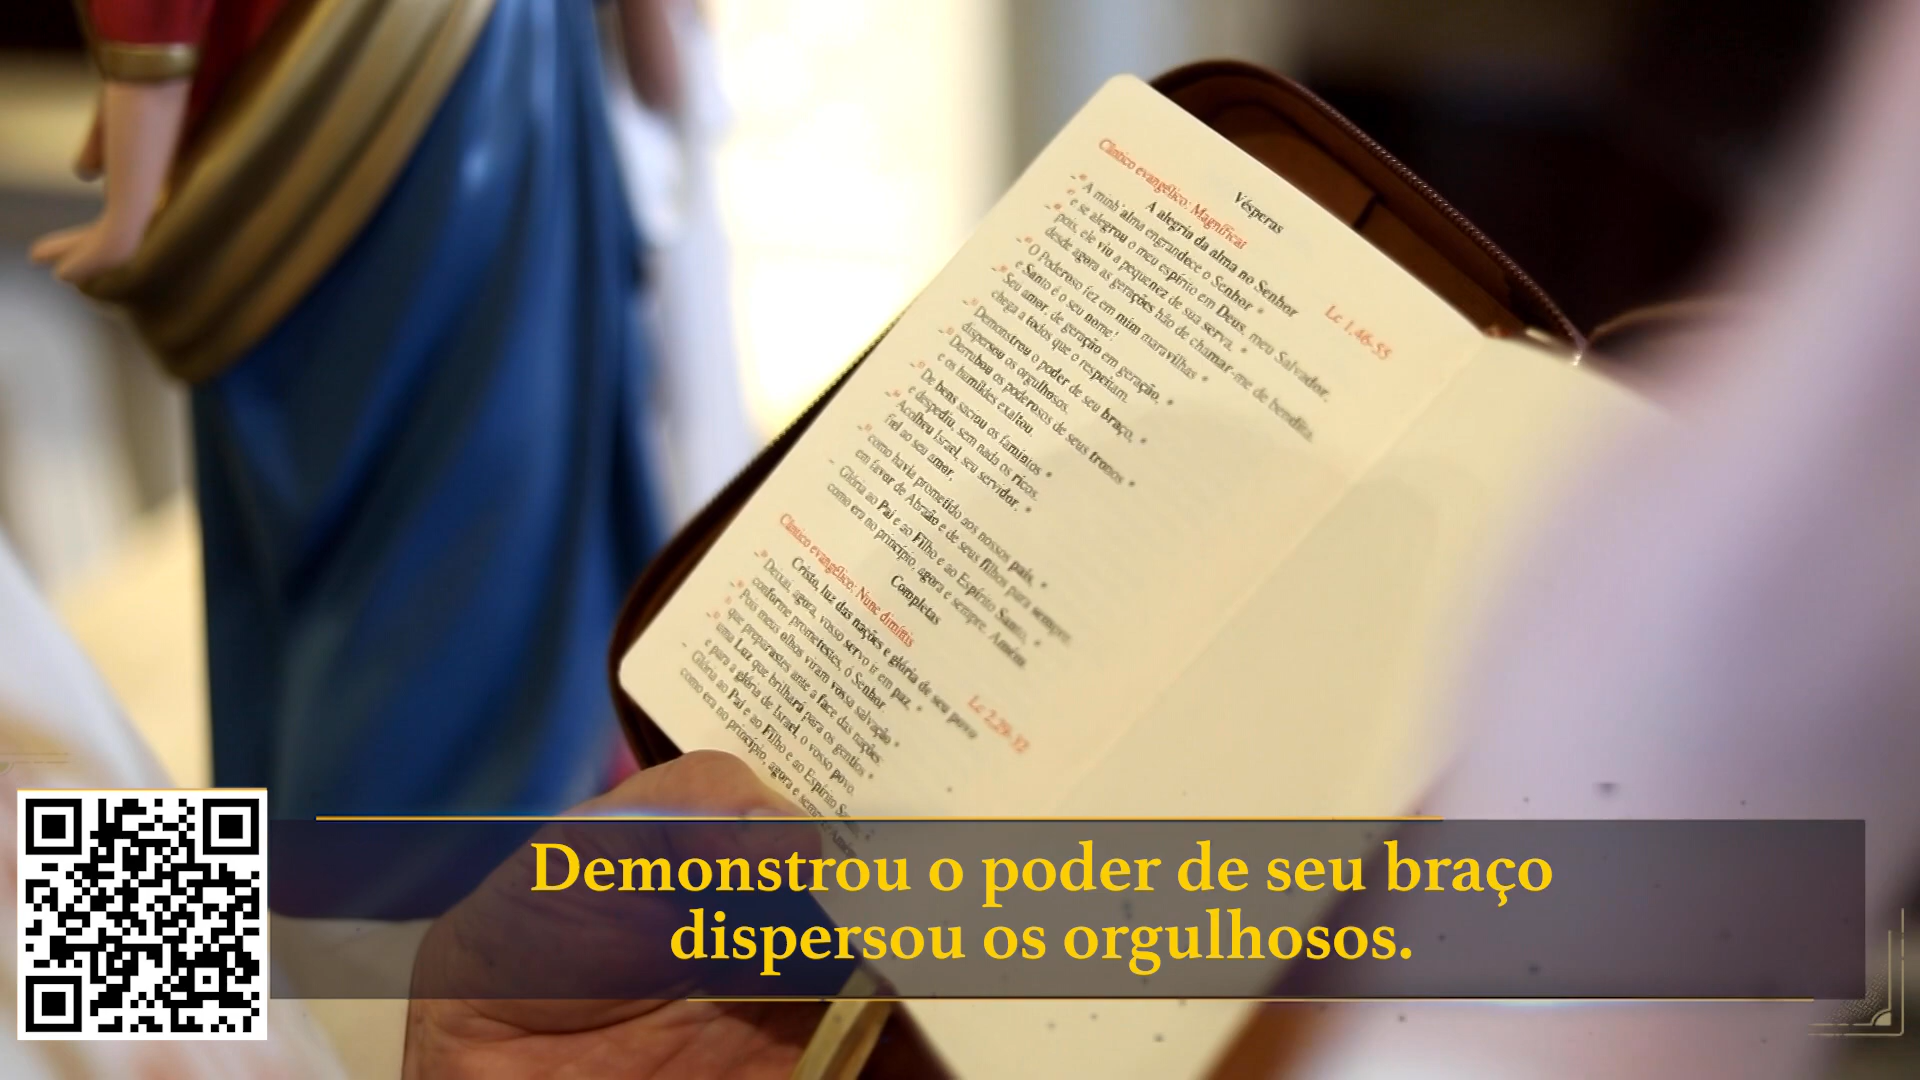 Vésperas
Cântico evangélico: Magnificat Lc 1,46-55
A alegria da alma no Senhor
A minh'alma engrandece o Senhor *
e se alegrou o meu espírito em Deus, meu Salvador,
pois, ele viu a pequenez de sua serva, *
desde agora as gerações hão de chamar-me de bendita.
O Poderoso fez em mim maravilhas *
e Santo é o seu nome!
Seu amor, de geração em geração, *
chega a todos que o respeitam.
Demonstrou o poder de seu braço, *
dispersou os orgulhosos.
Derrubou os poderosos de seus tronos *
e os humildes exaltou.
De bens saciou os famintos *
e despediu, sem nada os ricos.
Acolheu Israel, seu servidor, *
fiel ao seu amor,
como havia prometido aos nossos pais, *
em favor de Abraão e de seus filhos para sempre.
– Glória ao Pai e ao Filho e ao Espírito Santo, *
como era no princípio, agora e sempre. Amém
Completas
Cântico evangélico: Nunc dimittis Lc 2,29-32
Cristo, luz das nações e glória de seu povo
Deixai, agora, vosso servo ir em paz, *
conforme prometestes, ó Senhor.
Pois meus olhos viram vossa salvação *
que preparastes ante a face das nações:
uma Luz que brilhará para os gentios *
e para a glória de Israel, o vosso povo.
– Glória ao Pai e ao Filho e ao Espírito
como era no princípio, agora e sempre.
Demonstrou o poder de seu braço
dispersou os orgulhosos.